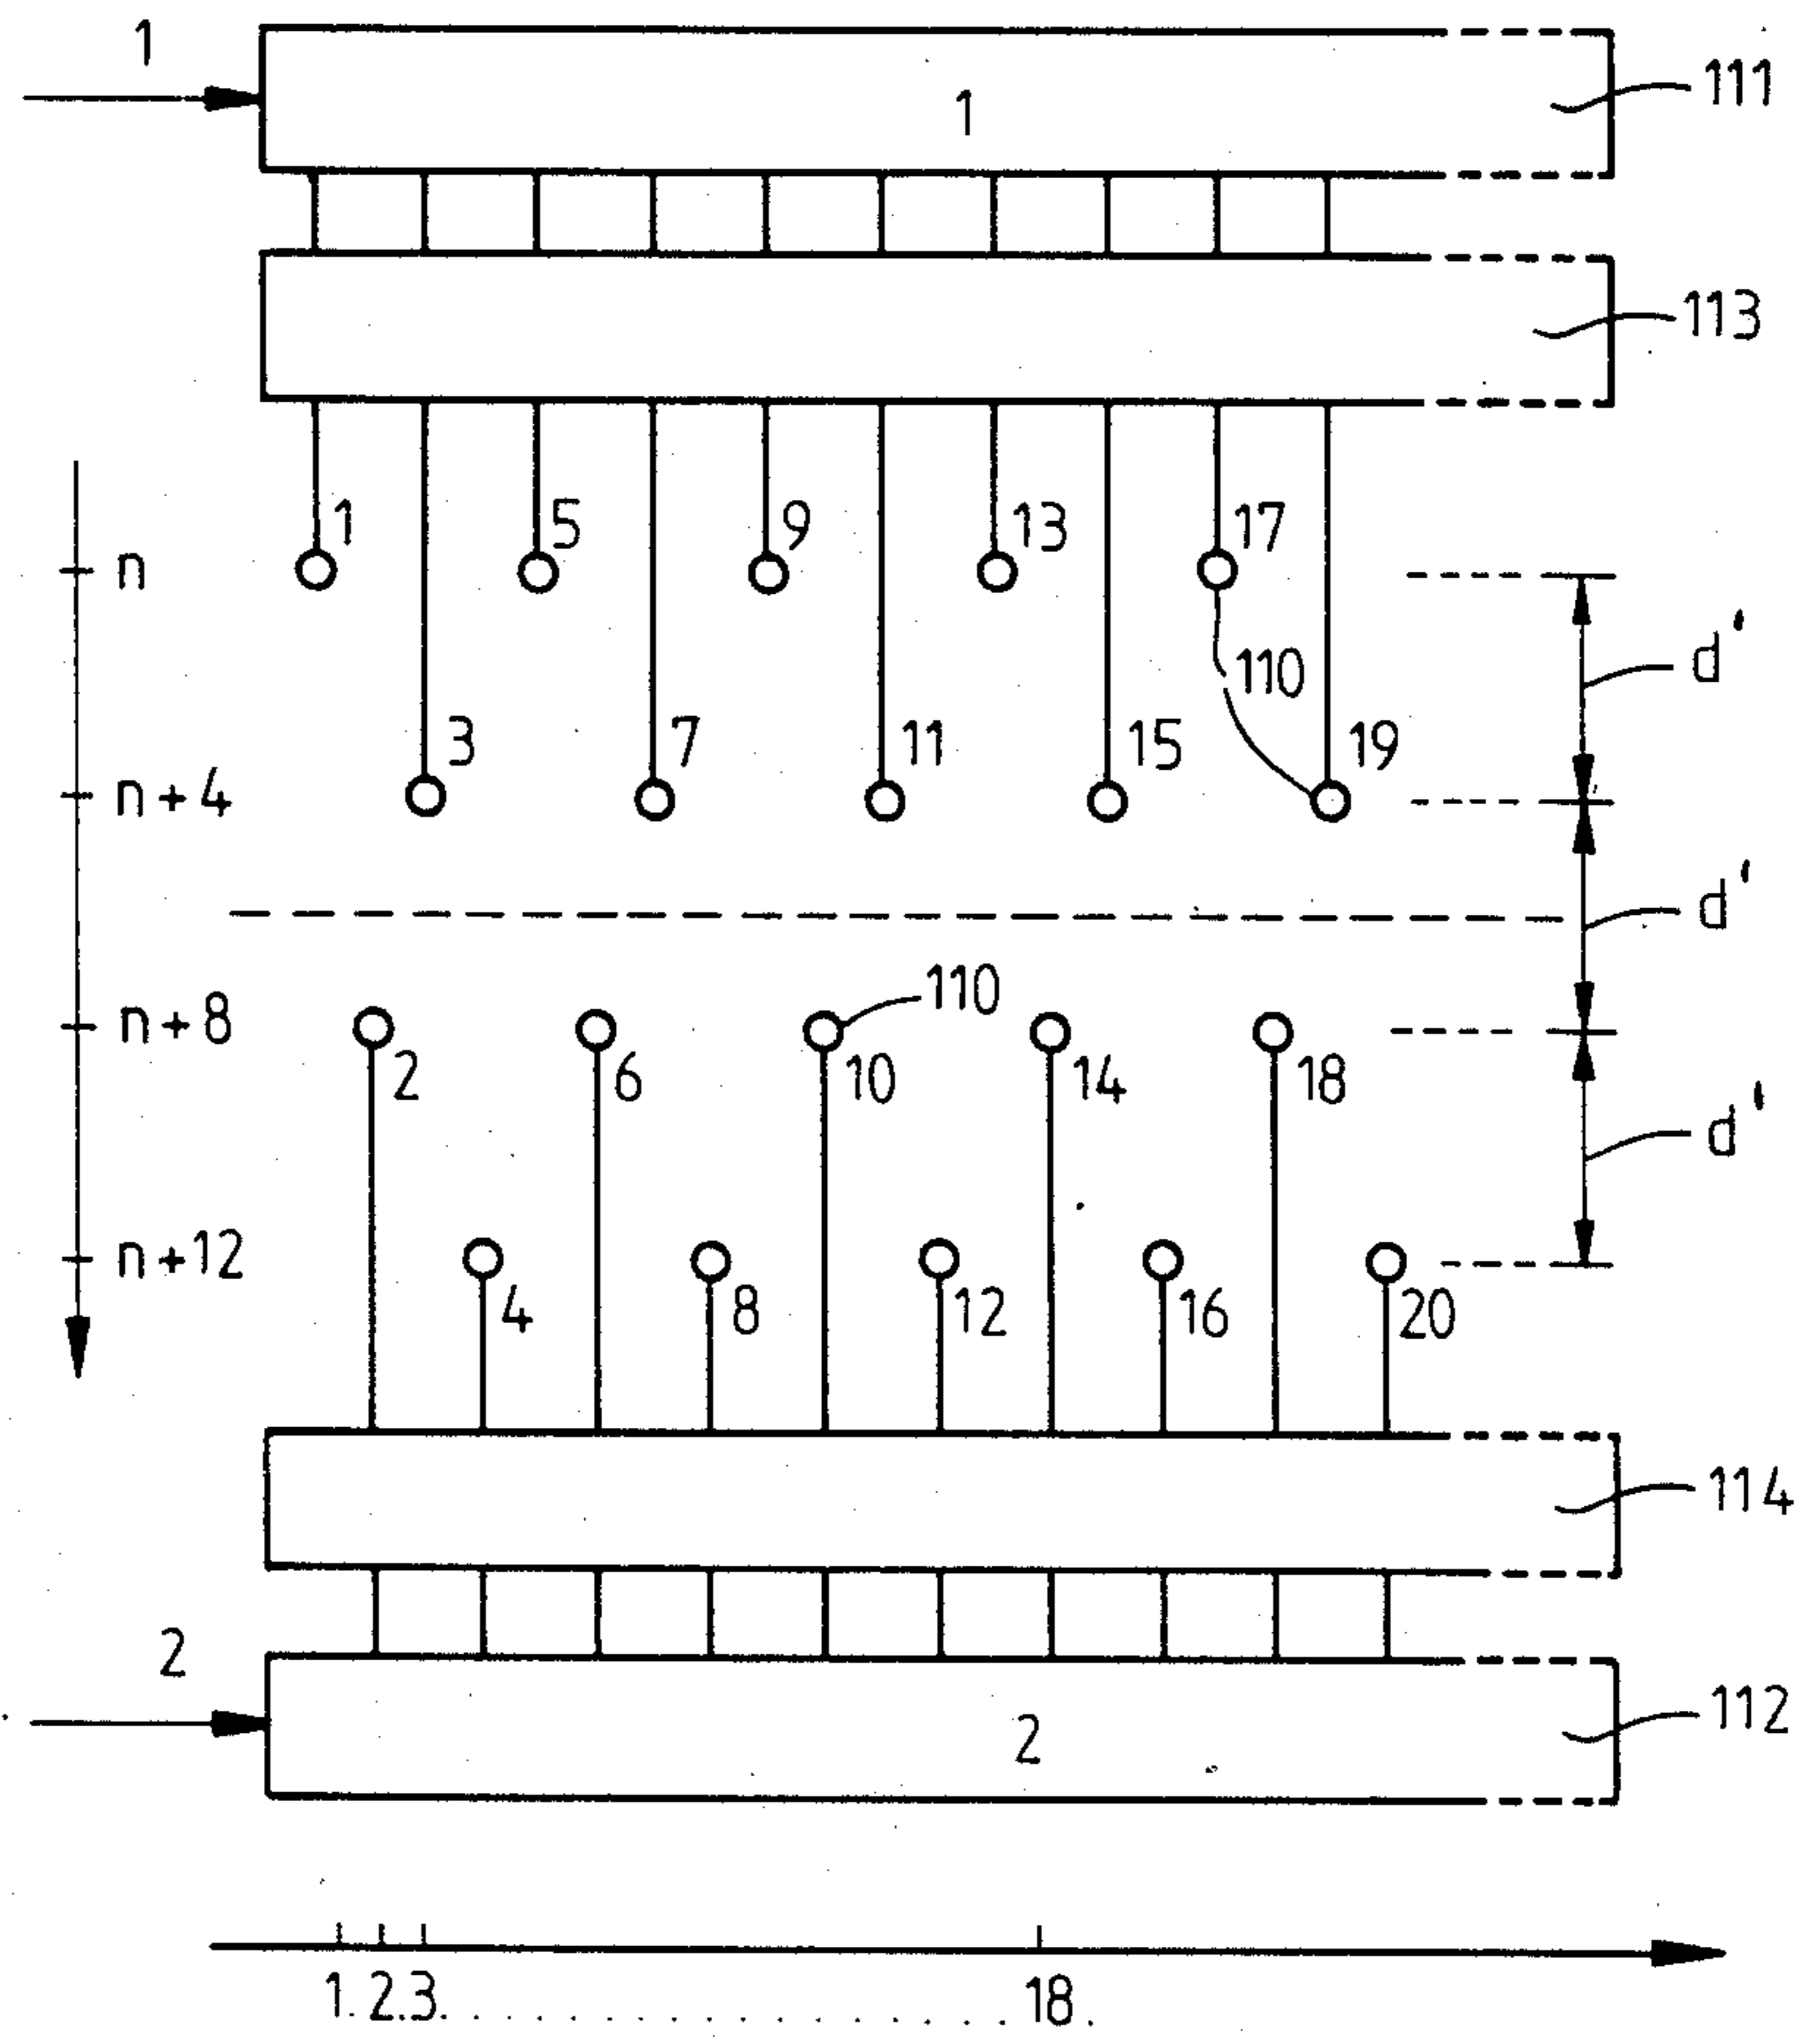 1
1
111
113
1 5 9 13 17
n
110
d'
3 7 11 15 19
n+4
d'
110
n+8
2 6 10 14 18
d'
n+12
4 8 12 16 20
114
2
2
112
1.2.3. . . . . . . . . . . . . . . 18.